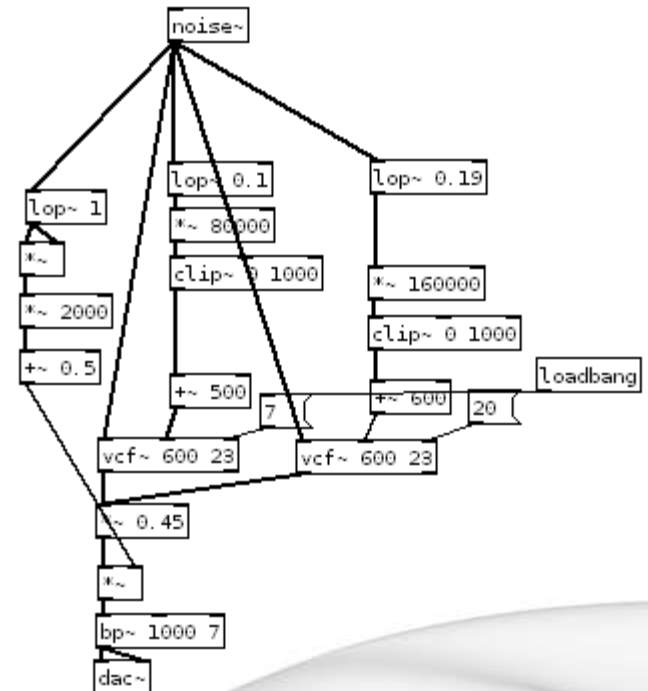 noise~
lop~ 1
lop~ 0.1
lop~ 0.19
*~
*~ 80000
clip~ 0 1000
*~ 2000
*~ 160000
clip~ 0 1000
+~ 0.5
+~ 500
7
+~ 600
20
loadbang
vcf~ 600 23
vcf~ 600 23
*~ 0.45
*~
bp~ 1000 7
dac~